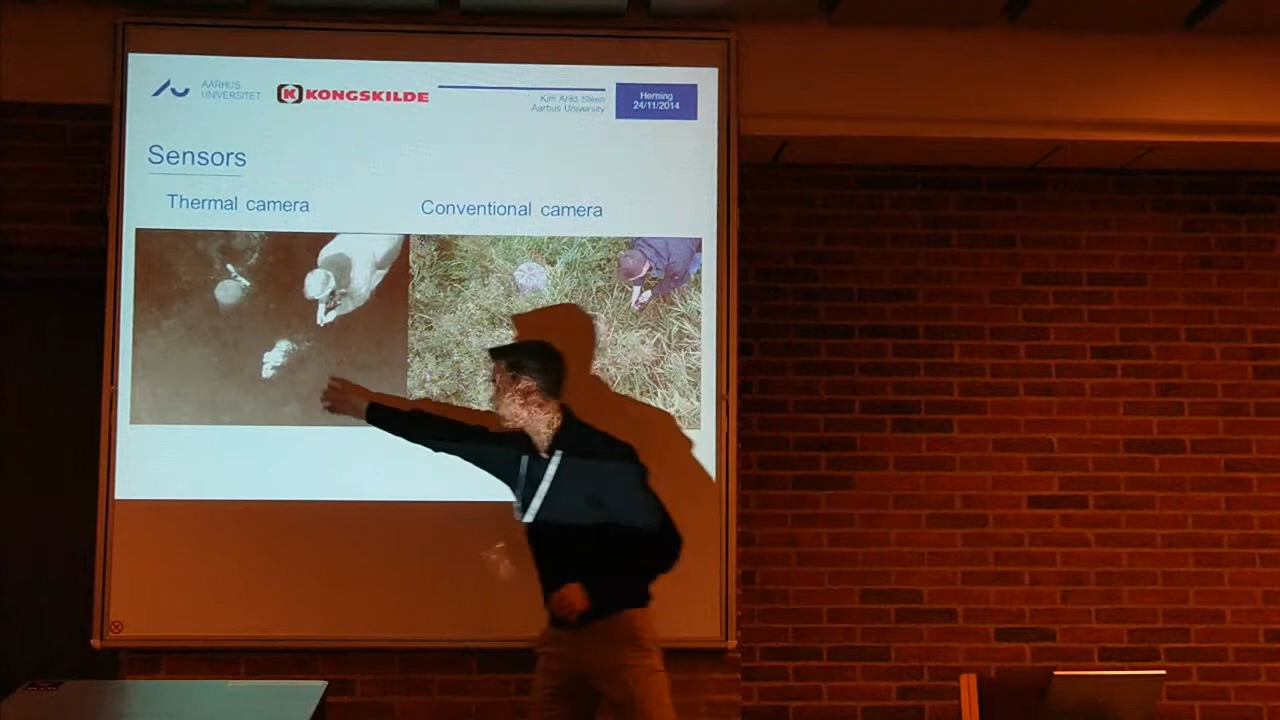 AARHUS
UNIVERSITET
KONGSKILDE
Kim Arild Steen
Aarhus University
Herning
24/11/2014
Sensors
Thermal camera
Conventional camera